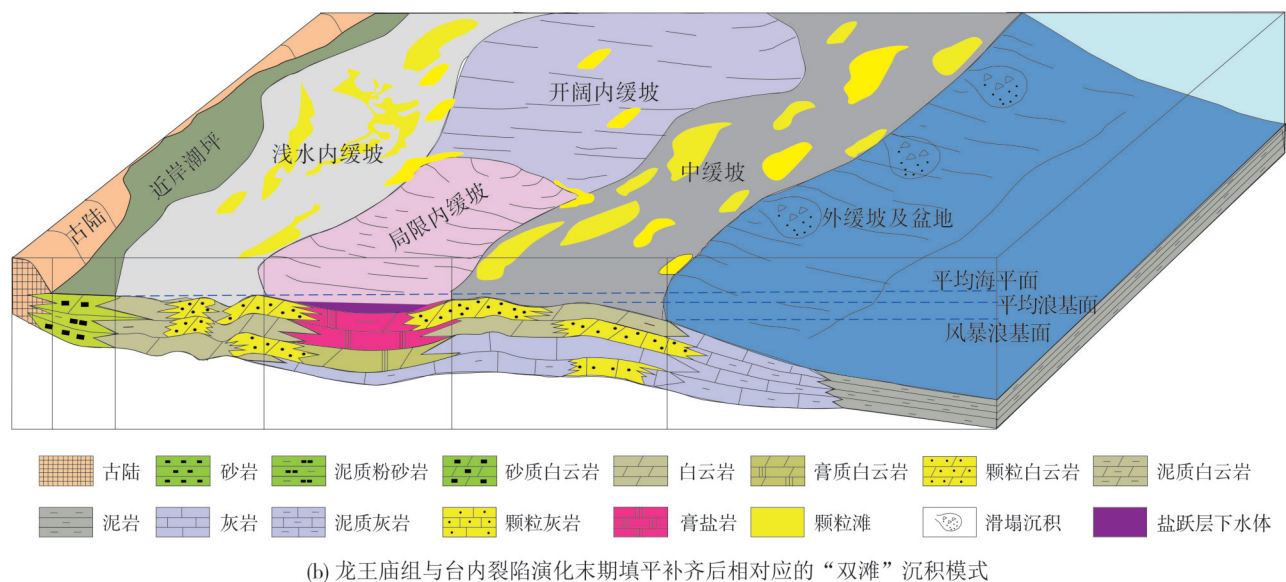 开阔内缓坡
浅水内缓坡
近岸潮坪
中缓坡
古陆
局限内缓坡
外缓坡及盆地
平均海平面
平均浪基面
风暴浪基面
古陆 砂岩 泥质粉砂岩 砂质白云岩 白云岩 膏质白云岩 颗粒白云岩 泥质白云岩
泥岩 灰岩 泥质灰岩 颗粒灰岩 膏盐岩 颗粒滩 滑塌沉积 盐跃层下水体
(b) 龙王庙组与台内裂陷演化末期填平补齐后相对应的“双滩”沉积模式